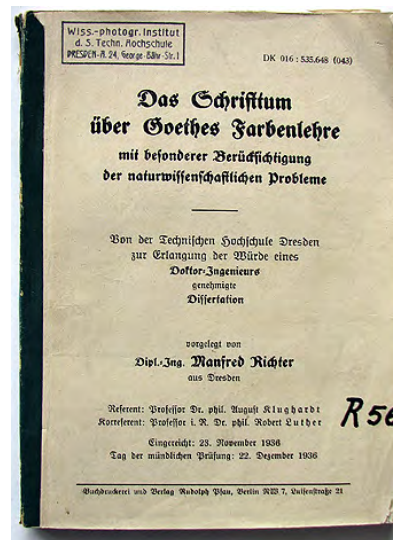 Wiss.-photogr. Institut
d. S. Techn. Hochschule
DRESDEN-A. 24, George-Bähr-Str. 1
DK 016 : 535.648 (043)
Das Schrifttum
über Goethes Farbenlehre
mit besonderer Berücksichtigung
der naturwissenschaftlichen Probleme
Von der Technischen Hochschule Dresden
zur Erlangung der Würde eines
Doktor-Ingenieurs
genehmigte
Dissertation
vorgelegt von
Dipl.-Ing. Manfred Richter
aus Dresden
Referent: Professor Dr. phil. August Klughardt
Korreferent: Professor i. R. Dr. phil. Robert Luther
R 56
Eingereicht: 23. November 1936
Tag der mündlichen Prüfung: 22. Dezember 1936
Buchdruckerei und Verlag Rudolph Pfau, Berlin NW 7, Luisenstraße 21